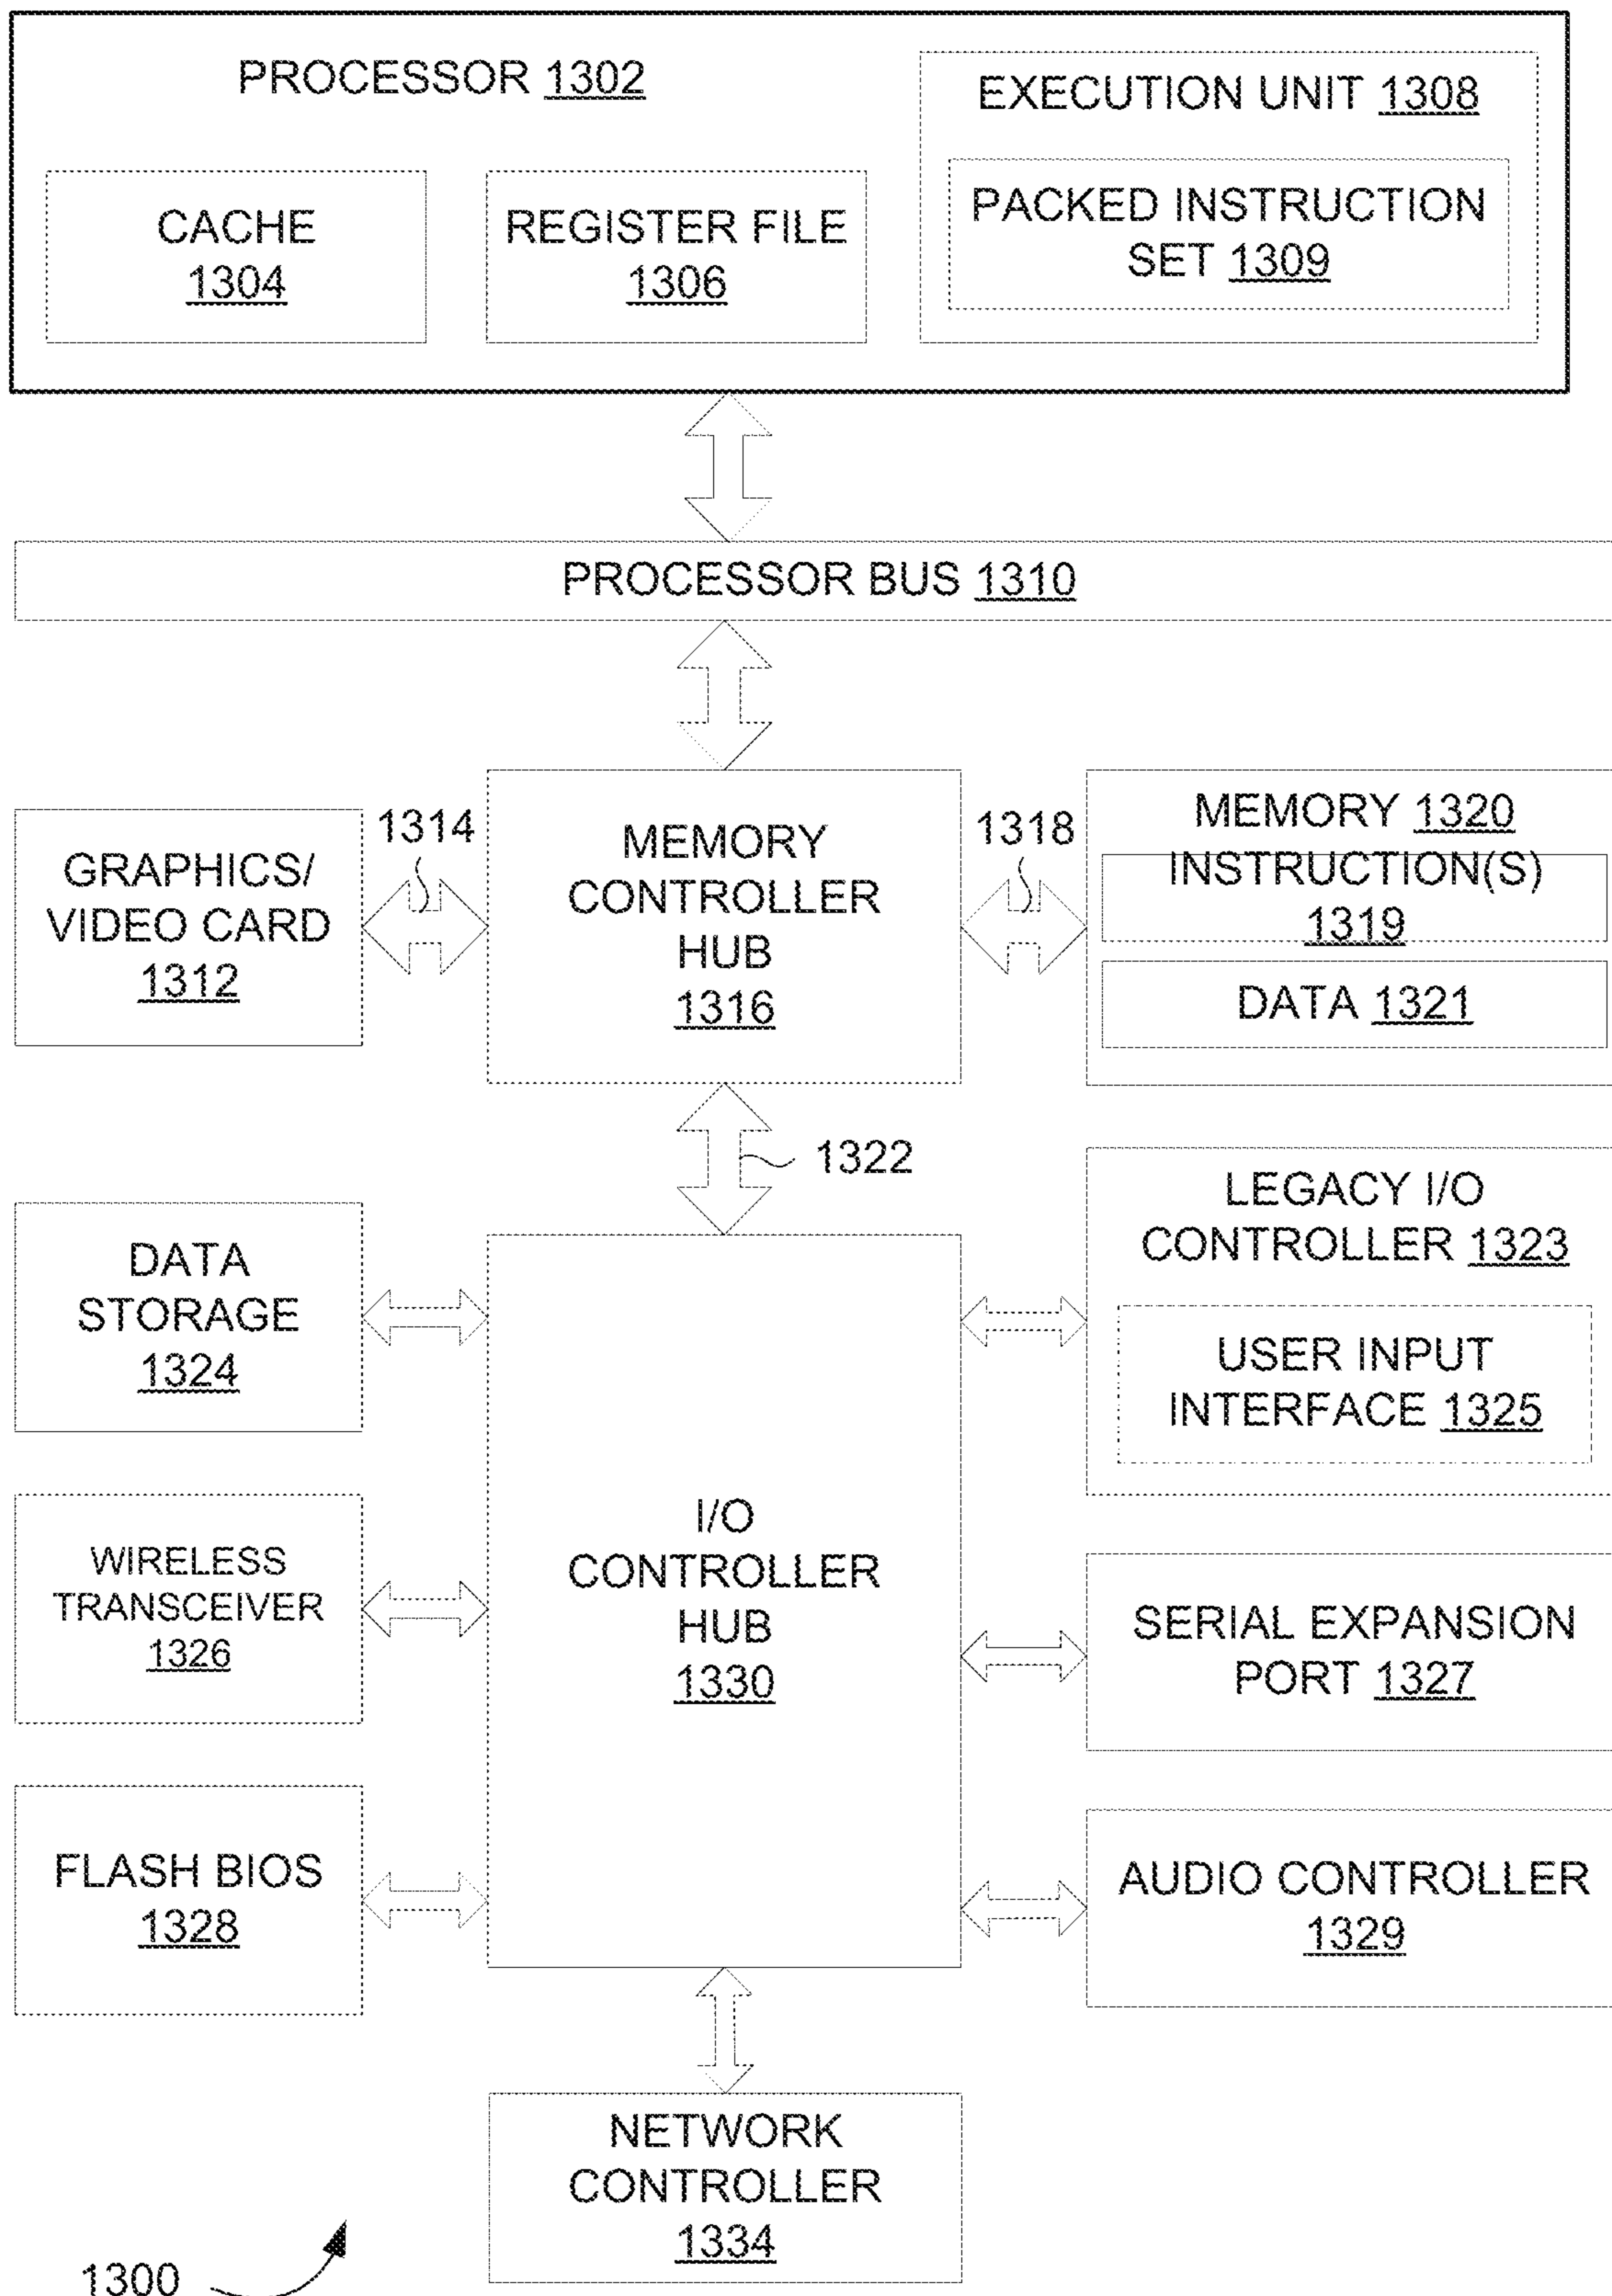 PROCESSOR 1302
EXECUTION UNIT 1308
CACHE
1304
REGISTER FILE
1306
PACKED INSTRUCTION
SET 1309
PROCESSOR BUS 1310
GRAPHICS/
VIDEO CARD
1312
1314
MEMORY
CONTROLLER
HUB
1316
1318
MEMORY 1320
INSTRUCTION(S)
1319
DATA 1321
1322
DATA
STORAGE
1324
LEGACY I/O
CONTROLLER 1323
USER INPUT
INTERFACE 1325
WIRELESS
TRANSCEIVER
1326
I/O
CONTROLLER
HUB
1330
SERIAL EXPANSION
PORT 1327
FLASH BIOS
1328
AUDIO CONTROLLER
1329
NETWORK
CONTROLLER
1334
1300